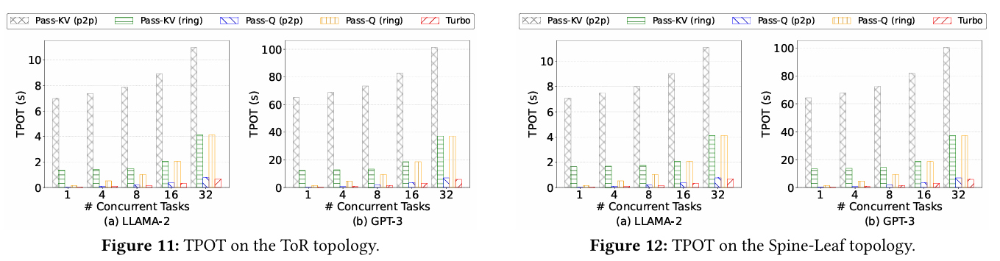 Pass-KV (p2p) Pass-KV (ring) Pass-Q (p2p) Pass-Q (ring) Turbo
TPOT (s)
10
8
6
4
2
0
1 4 8 16 32
# Concurrent Tasks
(a) LLAMA-2
TPOT (s)
100
80
60
40
20
0
1 4 8 16 32
# Concurrent Tasks
(b) GPT-3
Figure 11: TPOT on the ToR topology.
Pass-KV (p2p) Pass-KV (ring) Pass-Q (p2p) Pass-Q (ring) Turbo
TPOT (s)
10
8
6
4
2
0
1 4 8 16 32
# Concurrent Tasks
(a) LLAMA-2
TPOT (s)
100
80
60
40
20
0
1 4 8 16 32
# Concurrent Tasks
(b) GPT-3
Figure 12: TPOT on the Spine-Leaf topology.